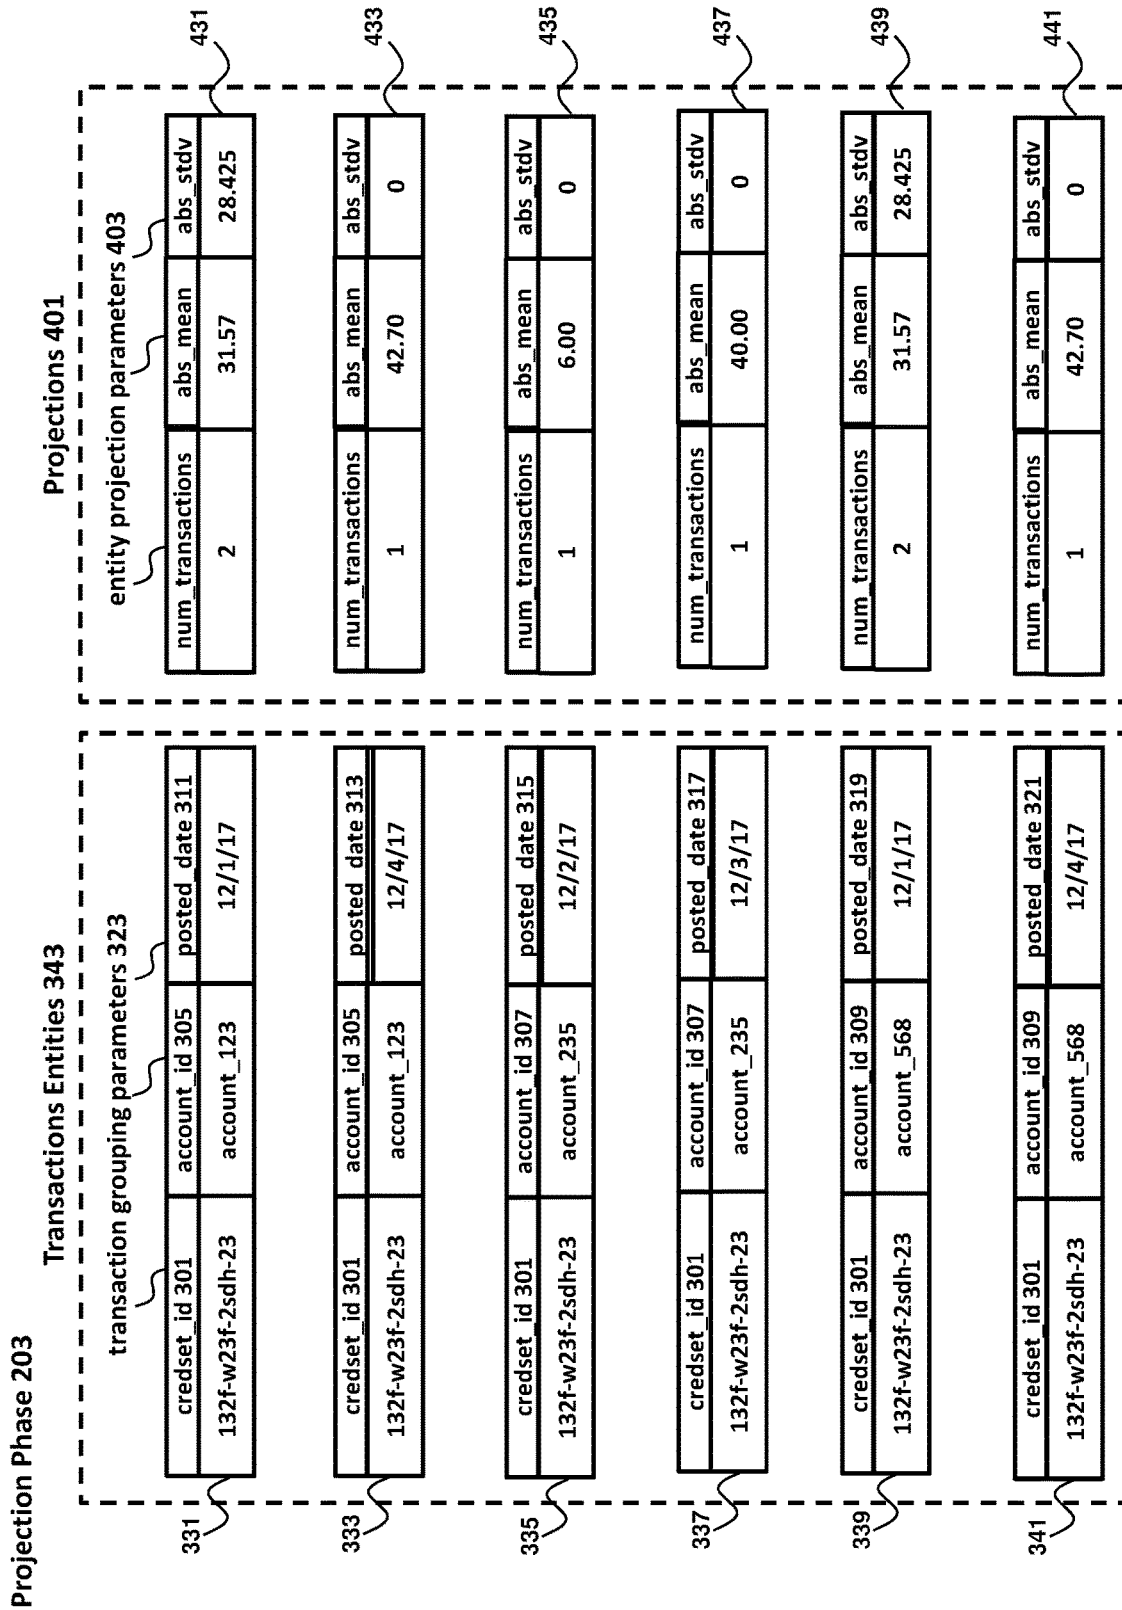 Projection Phase 203
Transactions Entities 343
Projections 401
transaction grouping parameters 323
entity projection parameters 403
331
credset_id 301 account_id 305 posted_date 311
132f-w23f-2sdh-23 account_123 12/1/17
num_transactions abs_mean abs_stdv
2 31.57 28.425
431
333
credset_id 301 account_id 305 posted_date 313
132f-w23f-2sdh-23 account_123 12/4/17
num_transactions abs_mean abs_stdv
1 42.70 0
433
335
credset_id 301 account_id 307 posted_date 315
132f-w23f-2sdh-23 account_235 12/2/17
num_transactions abs_mean abs_stdv
1 6.00 0
435
337
credset_id 301 account_id 307 posted_date 317
132f-w23f-2sdh-23 account_235 12/3/17
num_transactions abs_mean abs_stdv
1 40.00 0
437
339
credset_id 301 account_id 309 posted_date 319
132f-w23f-2sdh-23 account_568 12/1/17
num_transactions abs_mean abs_stdv
2 31.57 28.425
439
341
credset_id 301 account_id 309 posted_date 321
132f-w23f-2sdh-23 account_568 12/4/17
num_transactions abs_mean abs_stdv
1 42.70 0
441